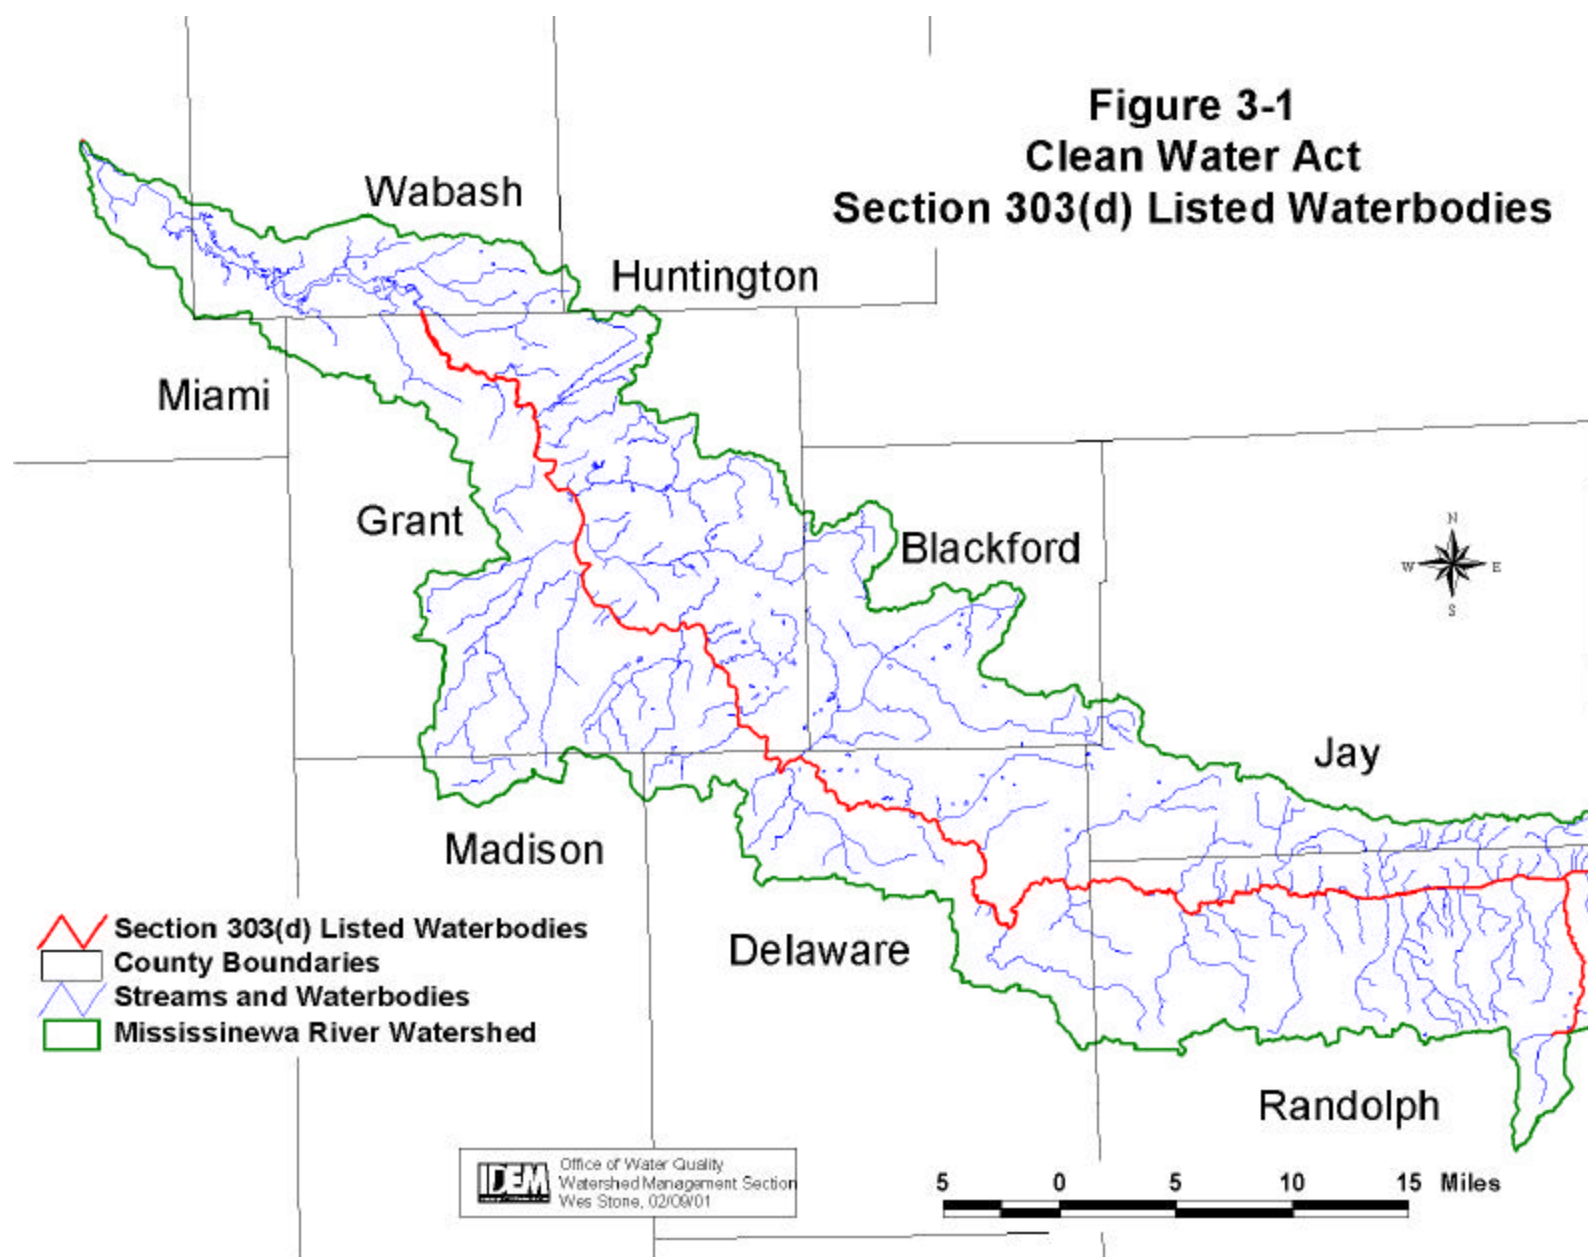 Figure 3-1
Clean Water Act
Section 303(d) Listed Waterbodies
Wabash
Huntington
Miami
Grant
Blackford
N
W
E
S
Jay
Madison
Delaware
Randolph
Section 303(d) Listed Waterbodies
County Boundaries
Streams and Waterbodies
Mississinewa River Watershed
IDEM
Office of Water Quality
Watershed Management Section
Wes Stone, 02/09/01
5 0 5 10 15 Miles